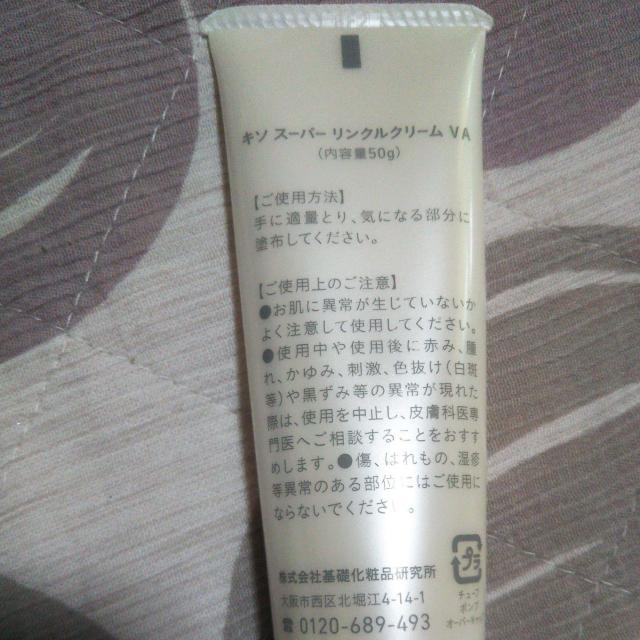 キソ スーパー リンクルクリーム VA
(内容量50g)
【ご使用方法】
手に適量とり、気になる部分に
塗布してください。
【ご使用上のご注意】
●お肌に異常が生じていないか
よく注意して使用してください。
●使用中や使用後に赤み、腫
れ、かゆみ、刺激、色抜け(白斑
等)や黒ずみ等の異常が現れた
際は、使用を中止し、皮膚科医専
門医へご相談することをおすす
めします。●傷、はれもの、湿疹
等異常のある部位にはご使用に
ならないでください。
株式会社基礎化粧品研究所
大阪市西区北堀江4-14-1
0120-689-493
プラ
チューブ
ポンプ